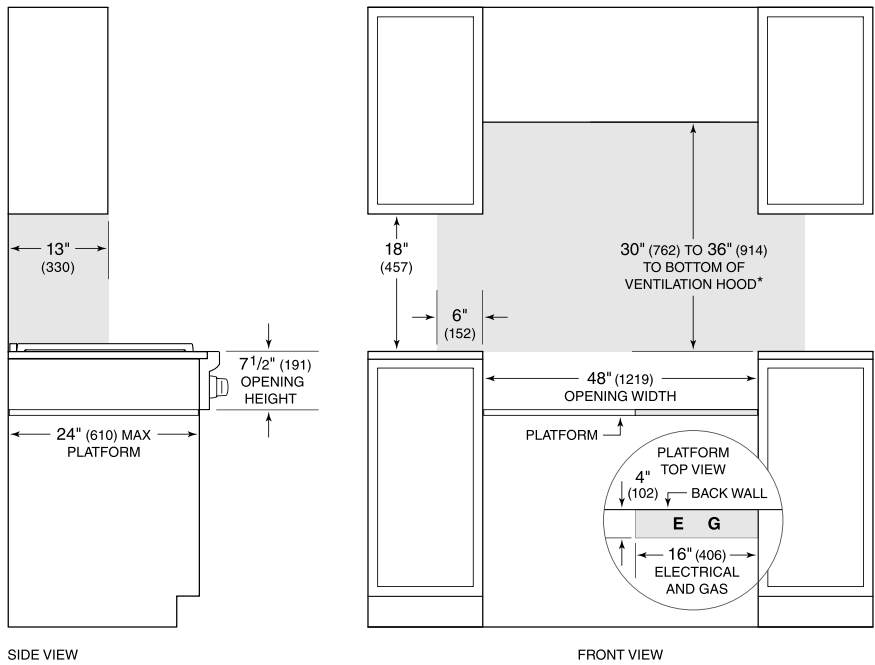 13"
(330)
7 1/2" (191)
OPENING
HEIGHT
24" (610) MAX
PLATFORM
SIDE VIEW
18"
(457)
30" (762) TO 36" (914)
TO BOTTOM OF
VENTILATION HOOD*
6"
(152)
48" (1219)
OPENING WIDTH
PLATFORM
PLATFORM
TOP VIEW
4"
(102)
BACK WALL
E G
16" (406)
ELECTRICAL
AND GAS
FRONT VIEW